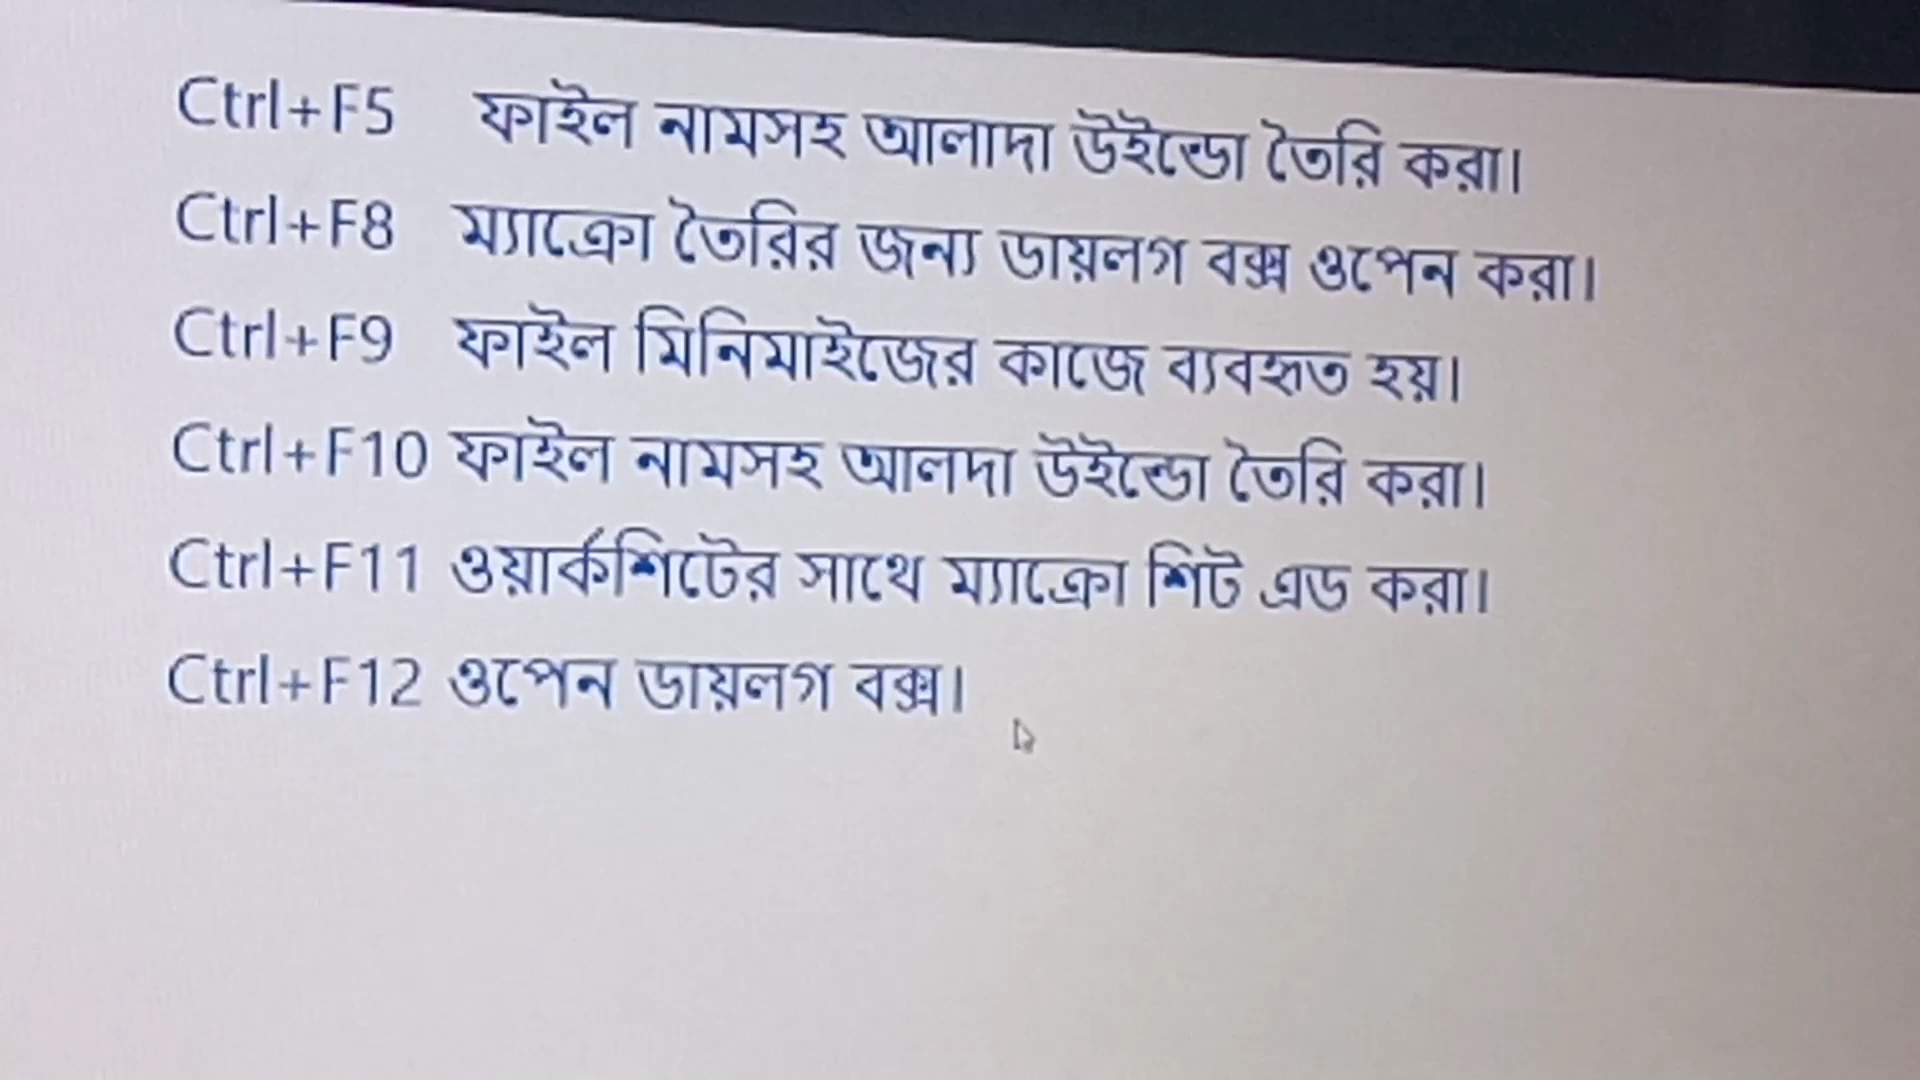 Ctrl+F5 ফাইল নামসহ আলাদা উইন্ডো তৈরি করা।
Ctrl+F8 ম্যাক্রো তৈরির জন্য ডায়লগ বক্স ওপেন করা।
Ctrl+F9 ফাইল মিনিমাইজের কাজে ব্যবহৃত হয়।
Ctrl+F10 ফাইল নামসহ আলদা উইন্ডো তৈরি করা।
Ctrl+F11 ওয়ার্কশিটের সাথে ম্যাক্রো শিট এড করা।
Ctrl+F12 ওপেন ডায়লগ বক্স।